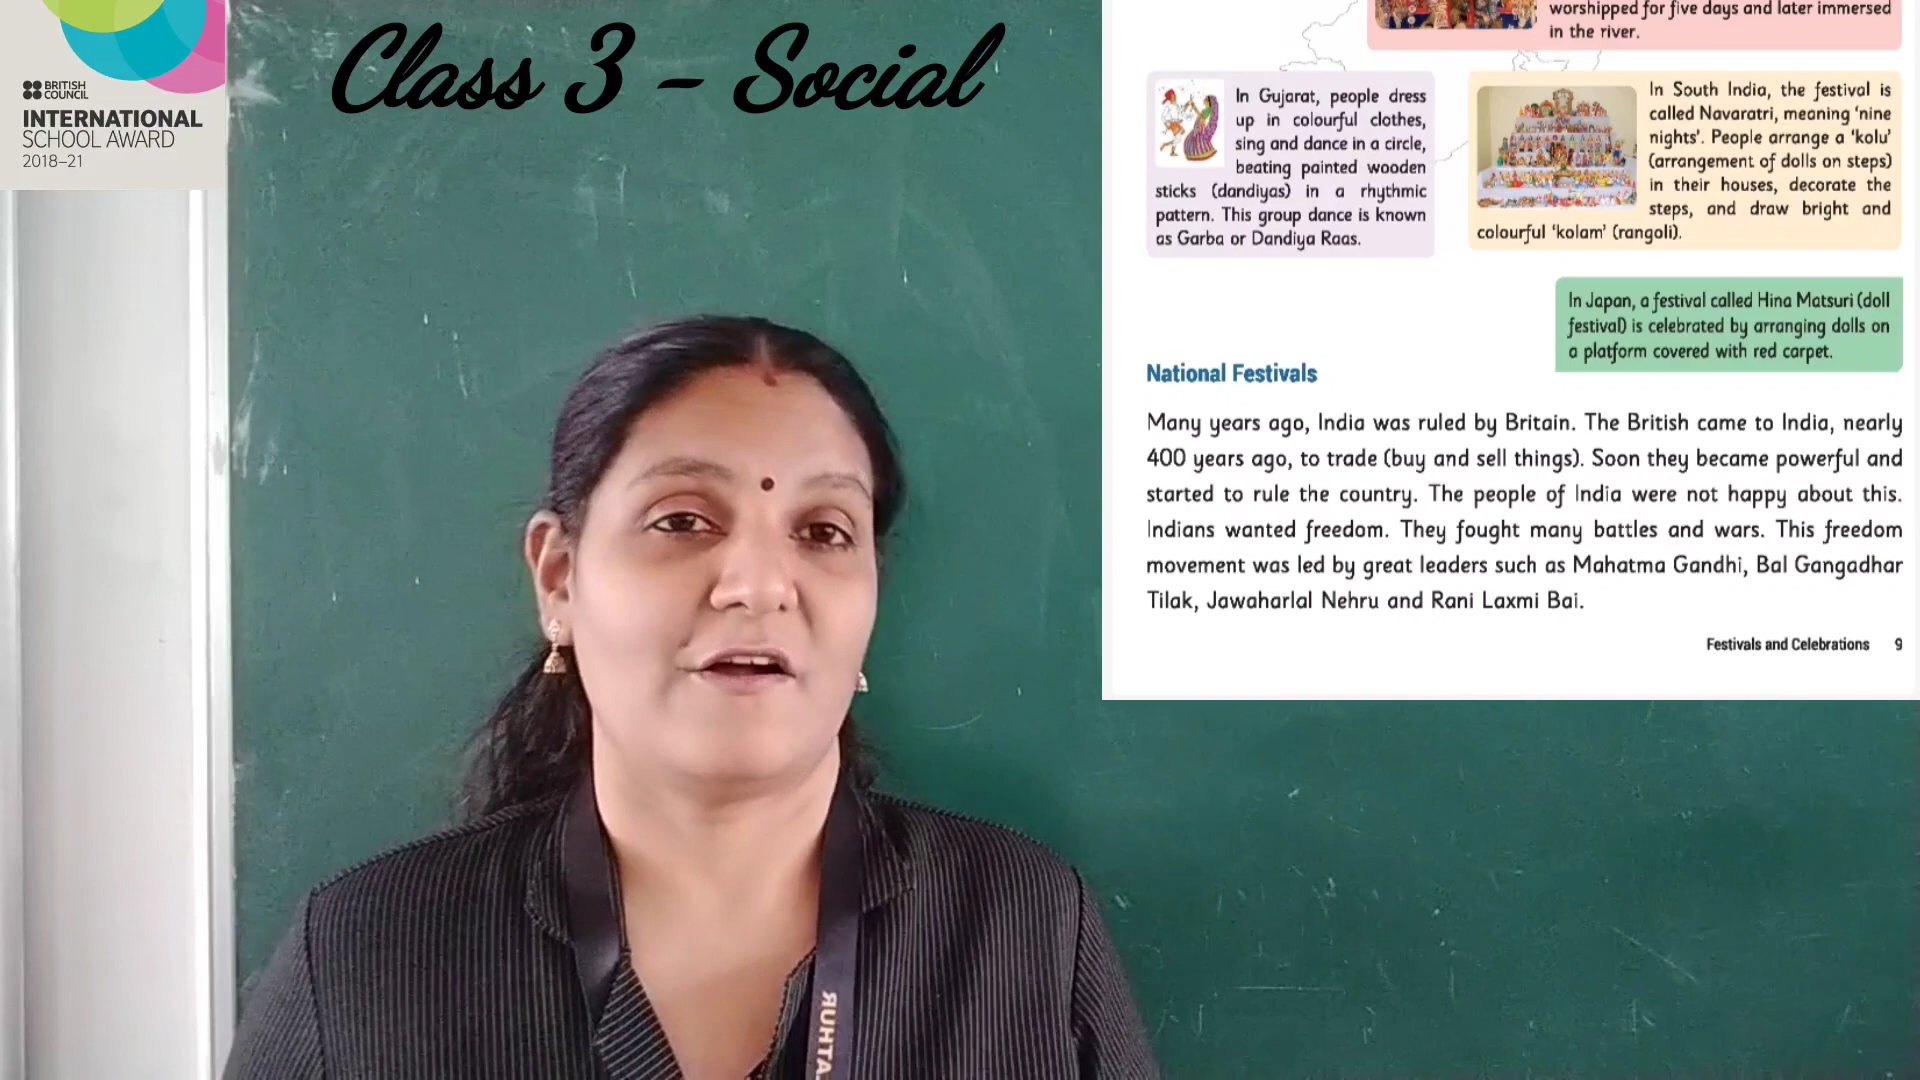 BRITISH
COUNCIL
INTERNATIONAL
SCHOOL AWARD
2018–21
Class 3 - Social
worshipped for five days and later immersed
in the river.
In Gujarat, people dress
up in colourful clothes,
sing and dance in a circle,
beating painted wooden
sticks (dandiyas) in a rhythmic
pattern. This group dance is known
as Garba or Dandiya Raas.
In South India, the festival is
called Navaratri, meaning ‘nine
nights’. People arrange a ‘kolu’
(arrangement of dolls on steps)
in their houses, decorate the
steps, and draw bright and
colourful ‘kolam’ (rangoli).
In Japan, a festival called Hina Matsuri (doll
festival) is celebrated by arranging dolls on
a platform covered with red carpet.
National Festivals
Many years ago, India was ruled by Britain. The British came to India, nearly
400 years ago, to trade (buy and sell things). Soon they became powerful and
started to rule the country. The people of India were not happy about this.
Indians wanted freedom. They fought many battles and wars. This freedom
movement was led by great leaders such as Mahatma Gandhi, Bal Gangadhar
Tilak, Jawaharlal Nehru and Rani Laxmi Bai.
Festivals and Celebrations 9